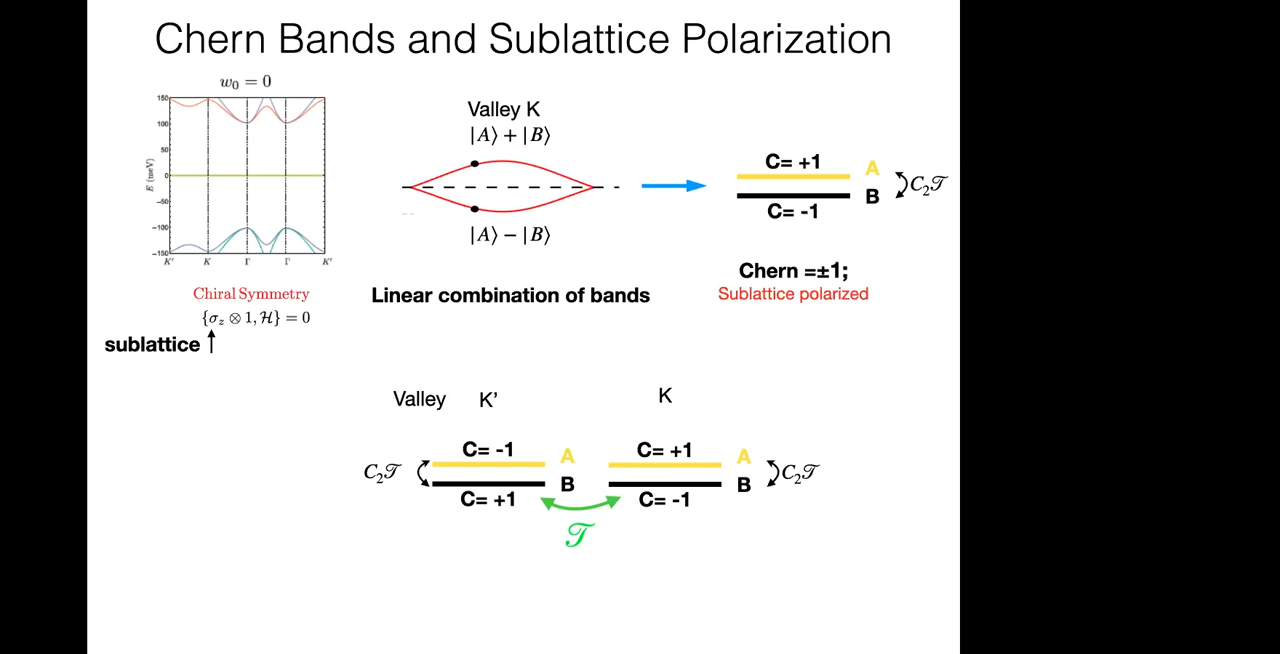 Chern Bands and Sublattice Polarization
w₀ = 0
150
100
50
0
−50
−100
−150
E (meV)
K' K Γ Γ K'
Chiral Symmetry
{σ_z ⊗ 1, ℋ} = 0
sublattice
Valley K
|A⟩ + |B⟩
|A⟩ − |B⟩
Linear combination of bands
C= +1
A
B
C= -1
C₂𝒯
Chern =±1;
Sublattice polarized
Valley K’ K
C₂𝒯
C= -1
A
B
C= +1
𝒯
C= +1
A
B
C= -1
C₂𝒯